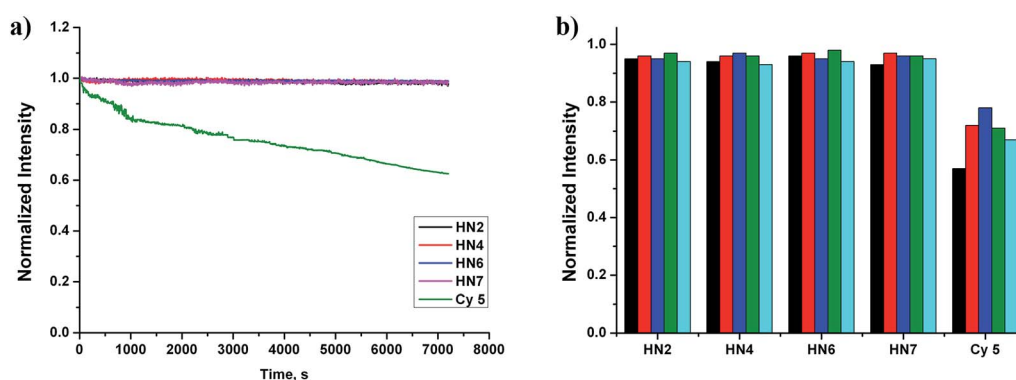 a)
Normalized Intensity
1.2
1.0
0.8
0.6
0.4
0.2
0.0
0 1000 2000 3000 4000 5000 6000 7000 8000
Time, s
HN2
HN4
HN6
HN7
Cy 5
b)
Normalized Intensity
1.0
0.8
0.6
0.4
0.2
0.0
HN2 HN4 HN6 HN7 Cy 5